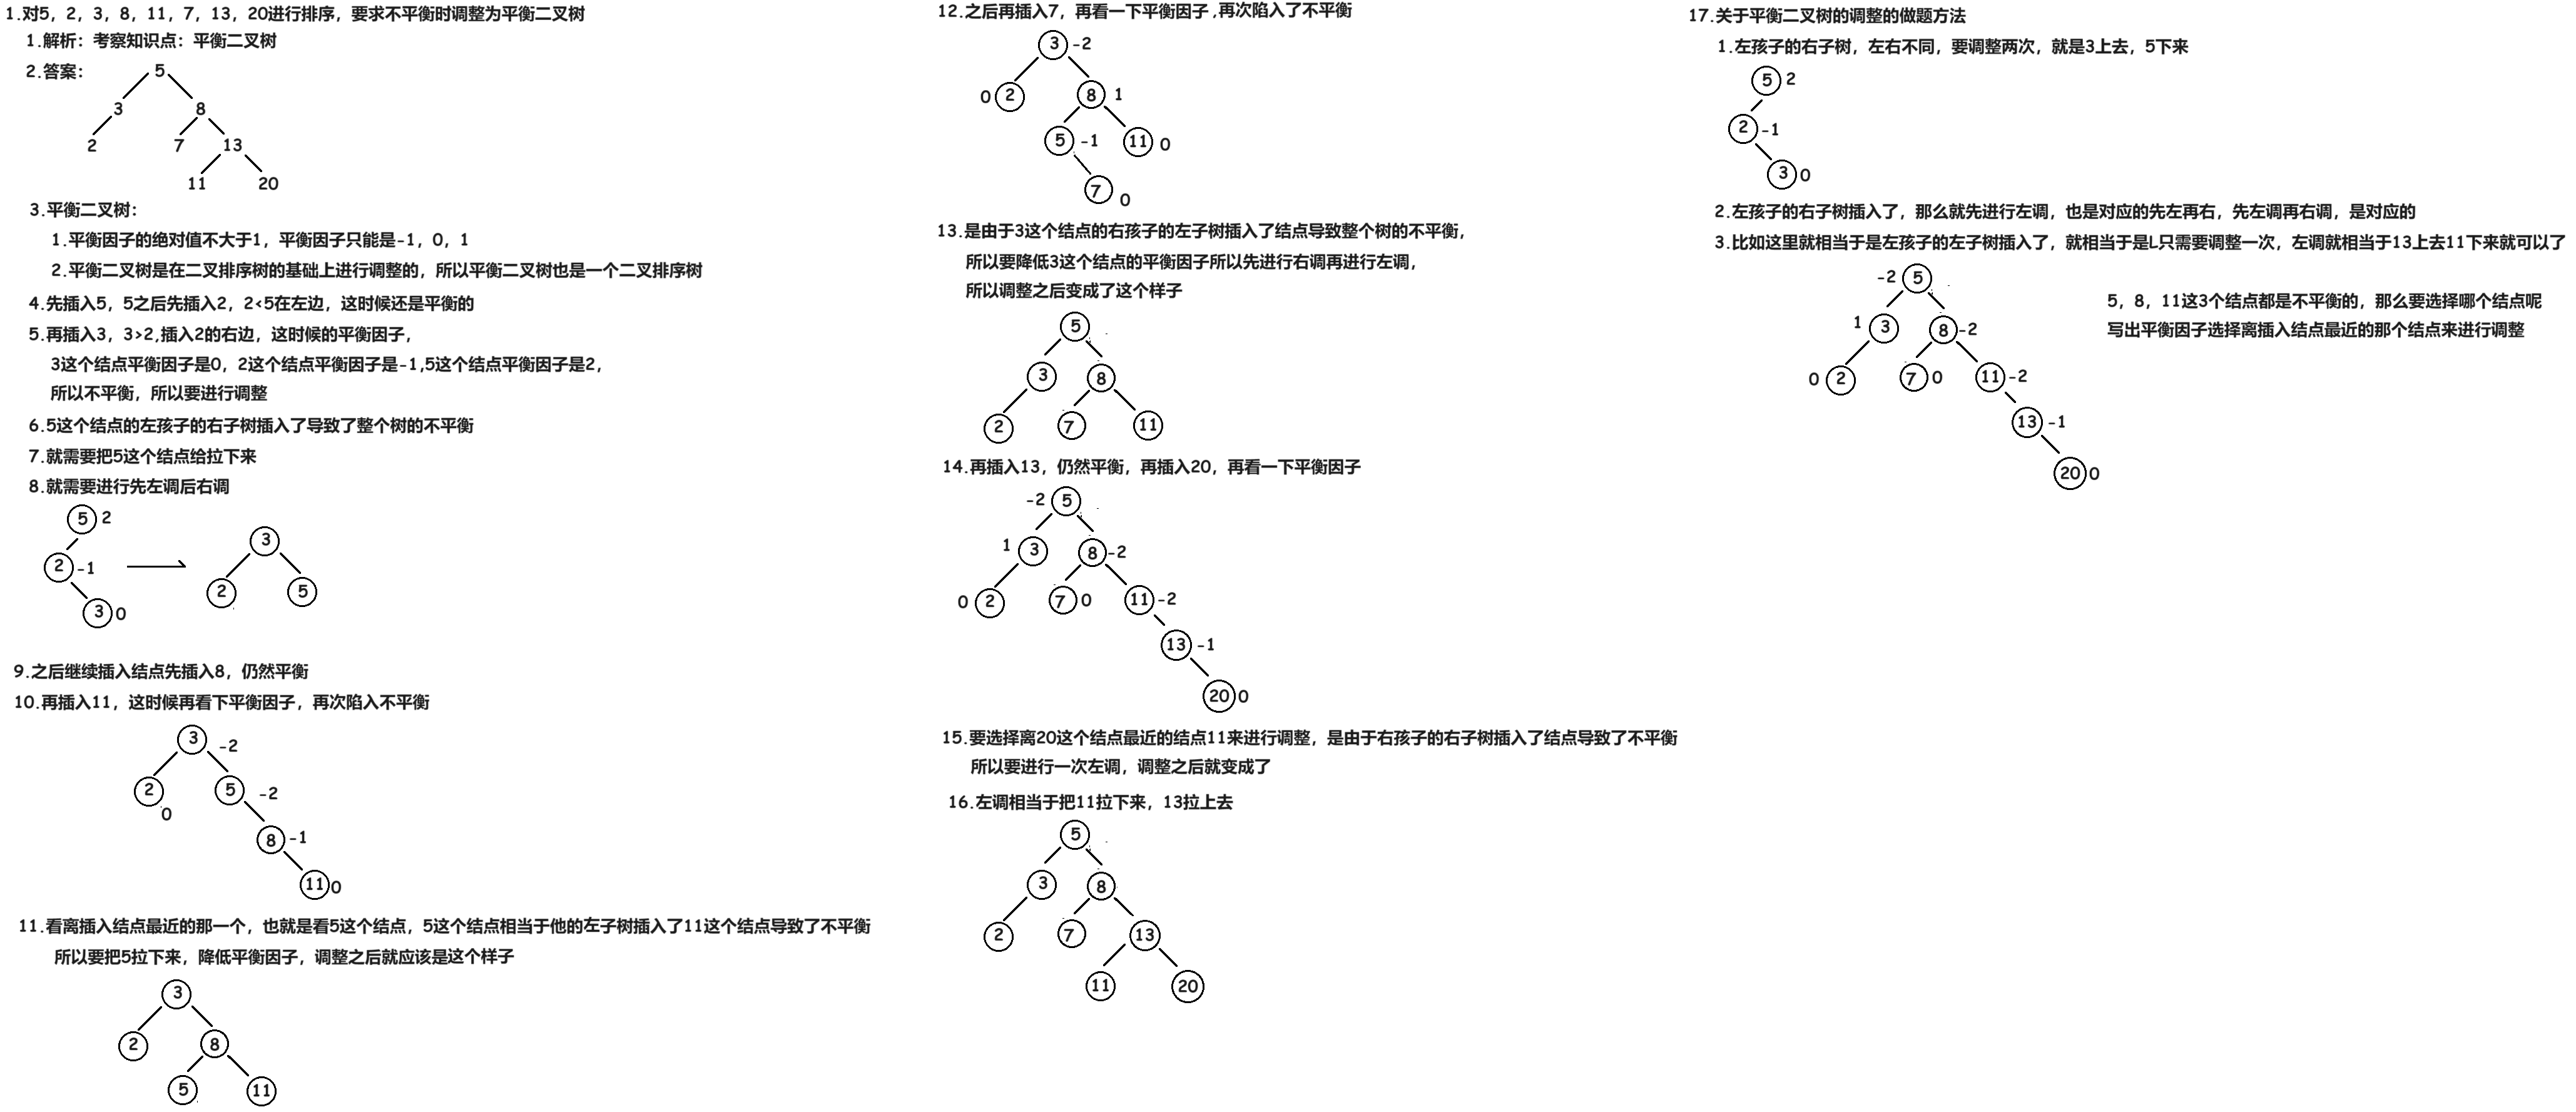 1.对5，2，3，8，11，7，13，20进行排序，要求不平衡时调整为平衡二叉树
1.解析：考察知识点：平衡二叉树
2.答案：
5
3
8
2
7
13
11
20
3.平衡二叉树：
1.平衡因子的绝对值不大于1，平衡因子只能是-1，0，1
2.平衡二叉树是在二叉排序树的基础上进行调整的，所以平衡二叉树也是一个二叉排序树
4.先插入5，5之后先插入2，2<5在左边，这时候还是平衡的
5.再插入3，3>2,插入2的右边，这时候的平衡因子，
3这个结点平衡因子是0，2这个结点平衡因子是-1,5这个结点平衡因子是2，
所以不平衡，所以要进行调整
6.5这个结点的左孩子的右子树插入了导致了整个树的不平衡
7.就需要把5这个结点给拉下来
8.就需要进行先左调后右调
5 2
3
2 -1
2
5
3 0
9.之后继续插入结点先插入8，仍然平衡
10.再插入11，这时候再看下平衡因子，再次陷入不平衡
3 -2
2
5 -2
0
8 -1
11 0
11.看离插入结点最近的那一个，也就是看5这个结点，5这个结点相当于他的左子树插入了11这个结点导致了不平衡
所以要把5拉下来，降低平衡因子，调整之后就应该是这个样子
3
2
8
5
11
12.之后再插入7，再看一下平衡因子,再次陷入了不平衡
3 -2
0 2
8 1
5 -1
11 0
7 0
13.是由于3这个结点的右孩子的左子树插入了结点导致整个树的不平衡，
所以要降低3这个结点的平衡因子所以先进行右调再进行左调，
所以调整之后变成了这个样子
5
3
8
2
7
11
14.再插入13，仍然平衡，再插入20，再看一下平衡因子
-2 5
1 3
8 -2
0 2
7 0
11 -2
13 -1
20 0
15.要选择离20这个结点最近的结点11来进行调整，是由于右孩子的右子树插入了结点导致了不平衡
所以要进行一次左调，调整之后就变成了
16.左调相当于把11拉下来，13拉上去
5
3
8
2
7
13
11
20
17.关于平衡二叉树的调整的做题方法
1.左孩子的右子树，左右不同，要调整两次，就是3上去，5下来
5 2
2 -1
3 0
2.左孩子的右子树插入了，那么就先进行左调，也是对应的先左再右，先左调再右调，是对应的
3.比如这里就相当于是左孩子的左子树插入了，就相当于是L只需要调整一次，左调就相当于13上去11下来就可以了
-2 5
1 3
8 -2
0 2
7 0
11 -2
13 -1
20 0
5，8，11这3个结点都是不平衡的，那么要选择哪个结点呢
写出平衡因子选择离插入结点最近的那个结点来进行调整